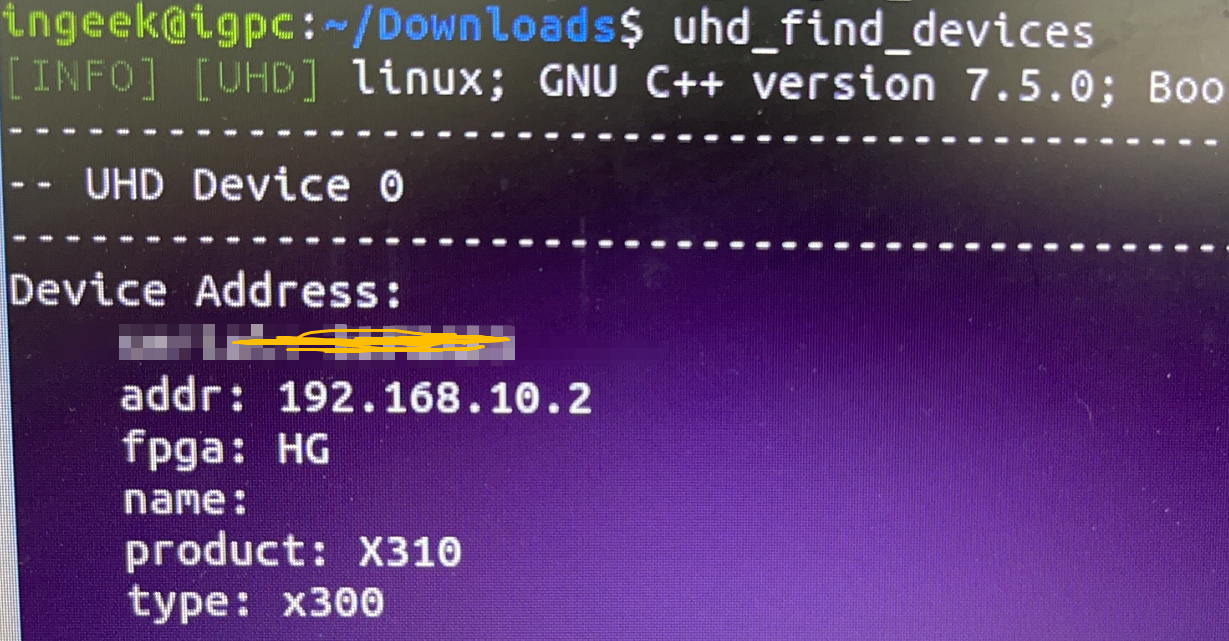 ingeek@igpc:~/Downloads$ uhd_find_devices
[INFO] [UHD] linux; GNU C++ version 7.5.0; Boo
--------------------------------------------------
-- UHD Device 0
--------------------------------------------------
Device Address:
addr: 192.168.10.2
fpga: HG
name:
product: X310
type: x300